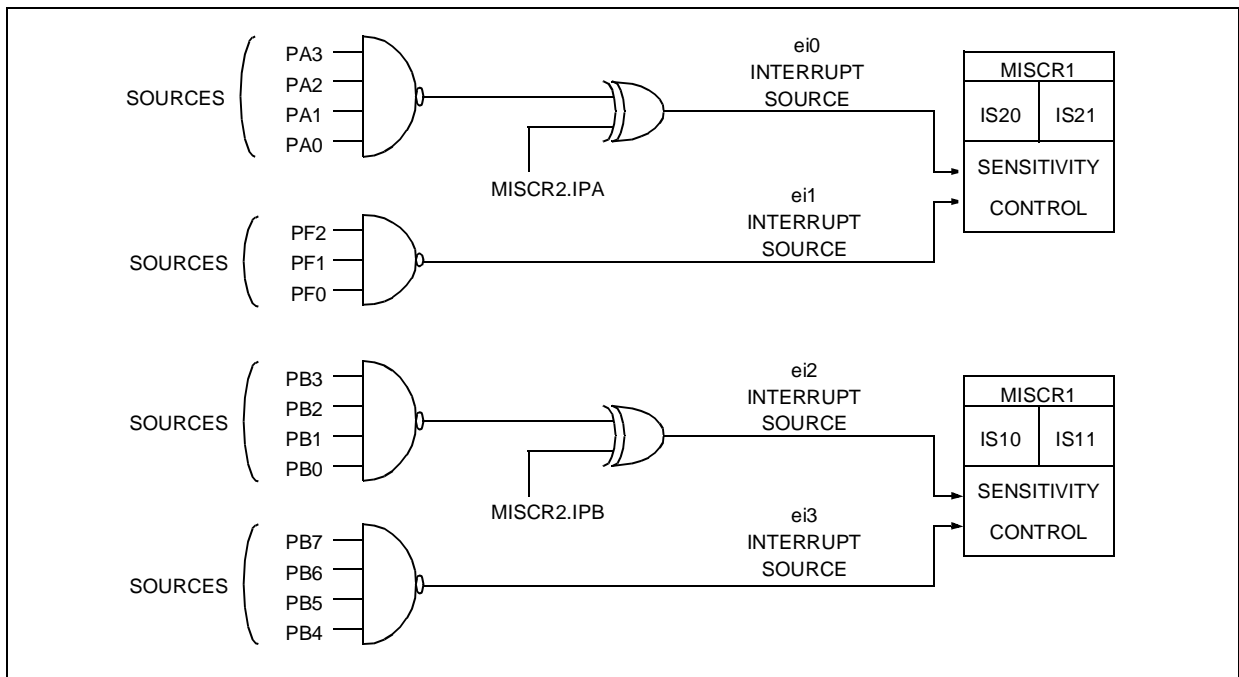 SOURCES
PA3
PA2
PA1
PA0
MISCR2.IPA
ei0
INTERRUPT
SOURCE
MISCR1
IS20 IS21
SENSITIVITY
CONTROL
SOURCES
PF2
PF1
PF0
ei1
INTERRUPT
SOURCE
SOURCES
PB3
PB2
PB1
PB0
MISCR2.IPB
ei2
INTERRUPT
SOURCE
MISCR1
IS10 IS11
SENSITIVITY
CONTROL
SOURCES
PB7
PB6
PB5
PB4
ei3
INTERRUPT
SOURCE